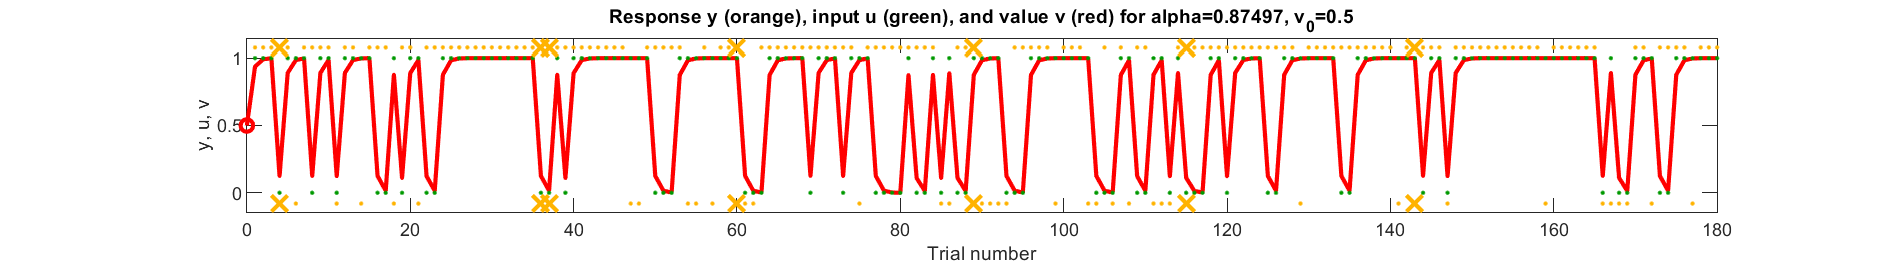 Response y (orange), input u (green), and value v (red) for alpha=0.87497, v0=0.5
y, u, v
1
0.5
0
0 20 40 60 80 100 120 140 160 180
Trial number